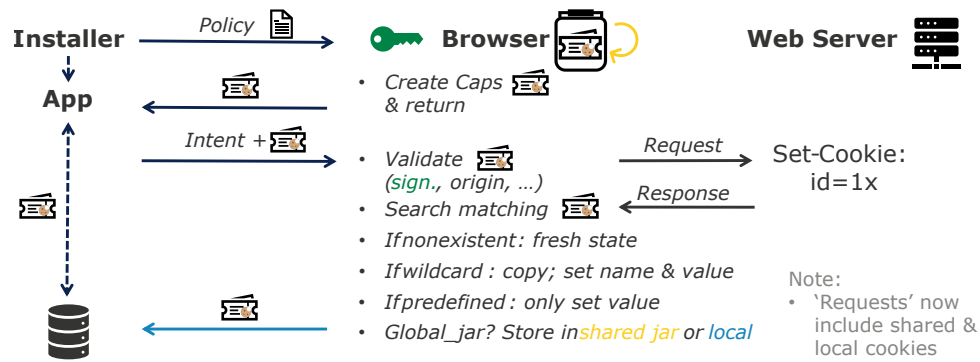 Policy
Installer
Browser
Web Server
App
• Create Caps
& return
Intent +
• Validate
(sign., origin, ...)
Request
Set-Cookie:
id=1x
Response
• Search matching
• Ifnonexistent: fresh state
• Ifwildcard : copy; set name & value
• Ifpredefined : only set value
• Global_jar? Store in shared jar or local
Note:
• ‘Requests’ now
include shared &
local cookies